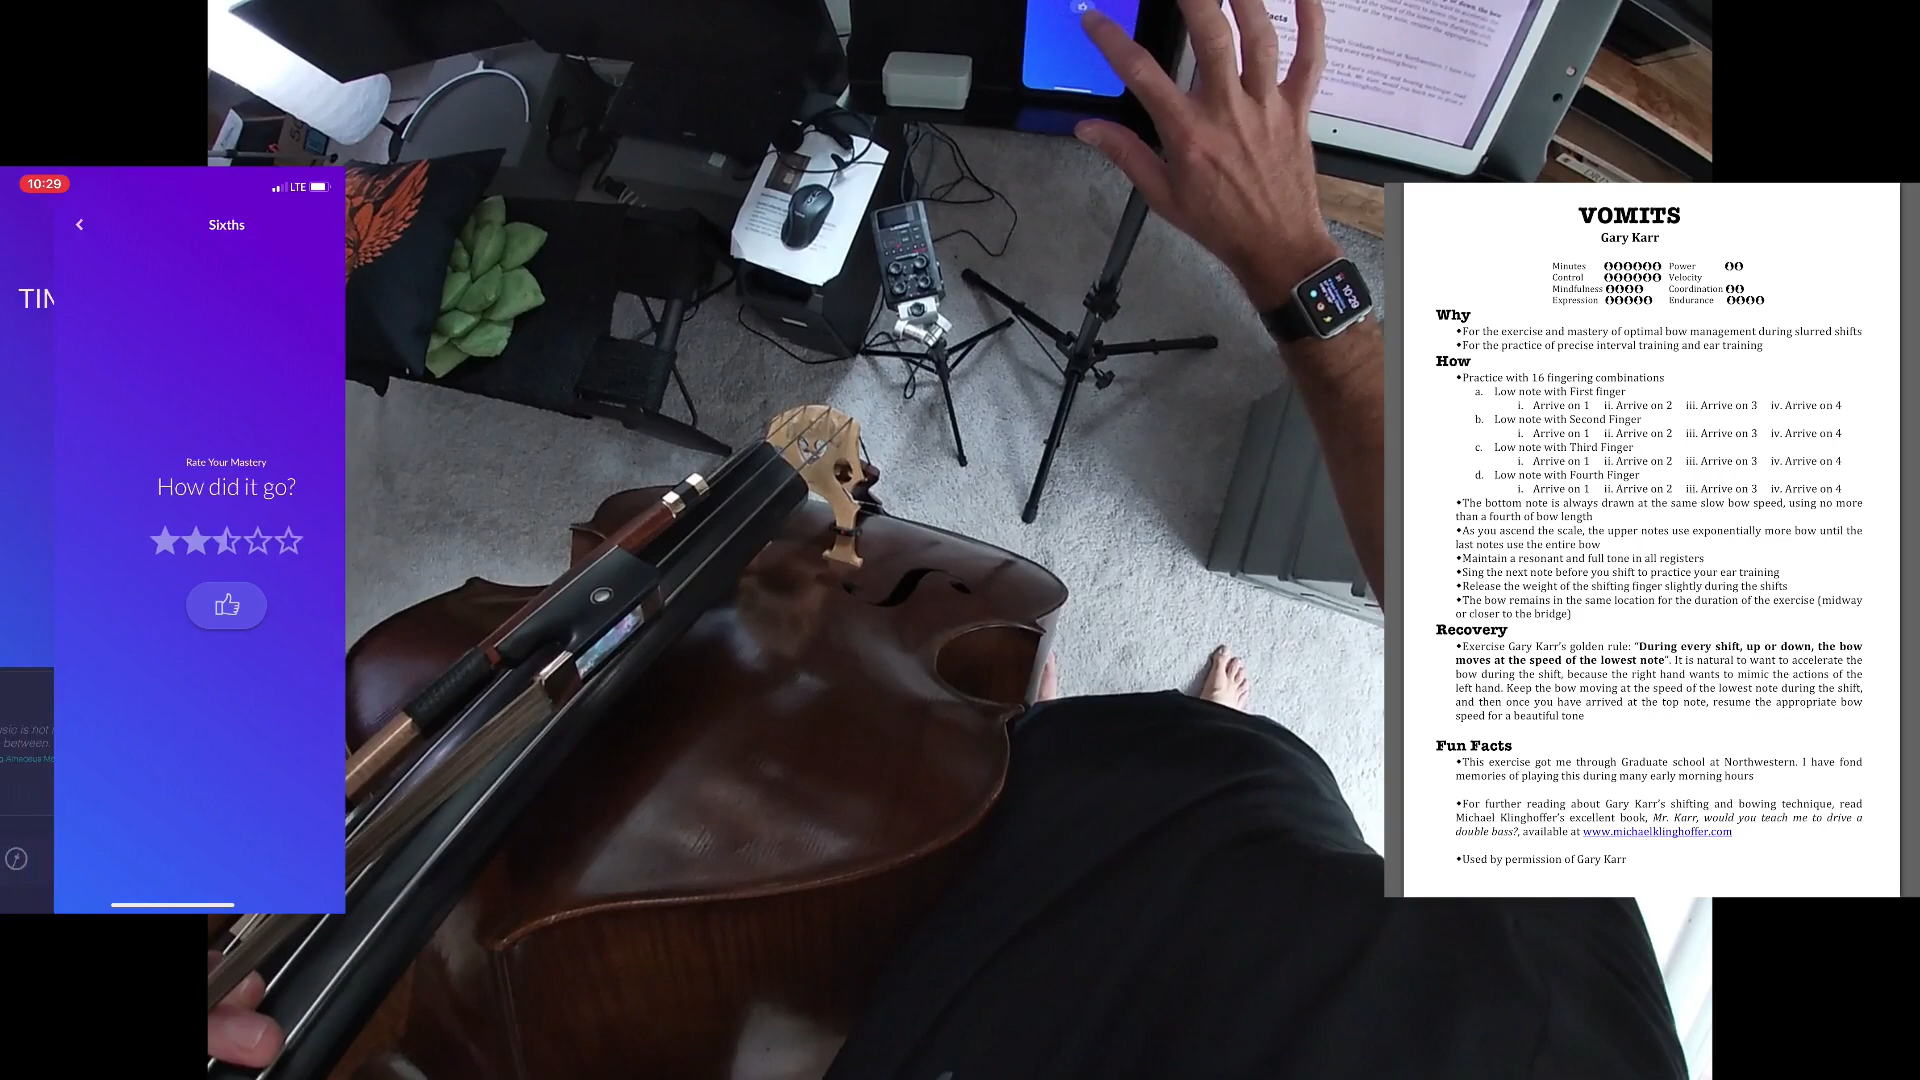 10:29
LTE
Sixths
TIM
Rate Your Mastery
How did it go?
between.
10:29
VOMITS
Gary Karr
Minutes
Power
Control
Velocity
Mindfulness
Coordination
Expression
Endurance
Why
•For the exercise and mastery of optimal bow management during slurred shifts
•For the practice of precise interval training and ear training
How
•Practice with 16 fingering combinations
a. Low note with First finger
i. Arrive on 1 ii. Arrive on 2 iii. Arrive on 3 iv. Arrive on 4
b. Low note with Second Finger
i. Arrive on 1 ii. Arrive on 2 iii. Arrive on 3 iv. Arrive on 4
c. Low note with Third Finger
i. Arrive on 1 ii. Arrive on 2 iii. Arrive on 3 iv. Arrive on 4
d. Low note with Fourth Finger
i. Arrive on 1 ii. Arrive on 2 iii. Arrive on 3 iv. Arrive on 4
•The bottom note is always drawn at the same slow bow speed, using no more
than a fourth of bow length
•As you ascend the scale, the upper notes use exponentially more bow until the
last notes use the entire bow
•Maintain a resonant and full tone in all registers
•Sing the next note before you shift to practice your ear training
•Release the weight of the shifting finger slightly during the shifts
•The bow remains in the same location for the duration of the exercise (midway
or closer to the bridge)
Recovery
•Exercise Gary Karr's golden rule: "During every shift, up or down, the bow
moves at the speed of the lowest note". It is natural to want to accelerate the
bow during the shift, because the right hand wants to mimic the actions of the
left hand. Keep the bow moving at the speed of the lowest note during the shift,
and then once you have arrived at the top note, resume the appropriate bow
speed for a beautiful tone
Fun Facts
•This exercise got me through Graduate school at Northwestern. I have fond
memories of playing this during many early morning hours
•For further reading about Gary Karr's shifting and bowing technique, read
Michael Klinghoffer's excellent book, Mr. Karr, would you teach me to drive a
double bass?, available at www.michaelklinghoffer.com
•Used by permission of Gary Karr